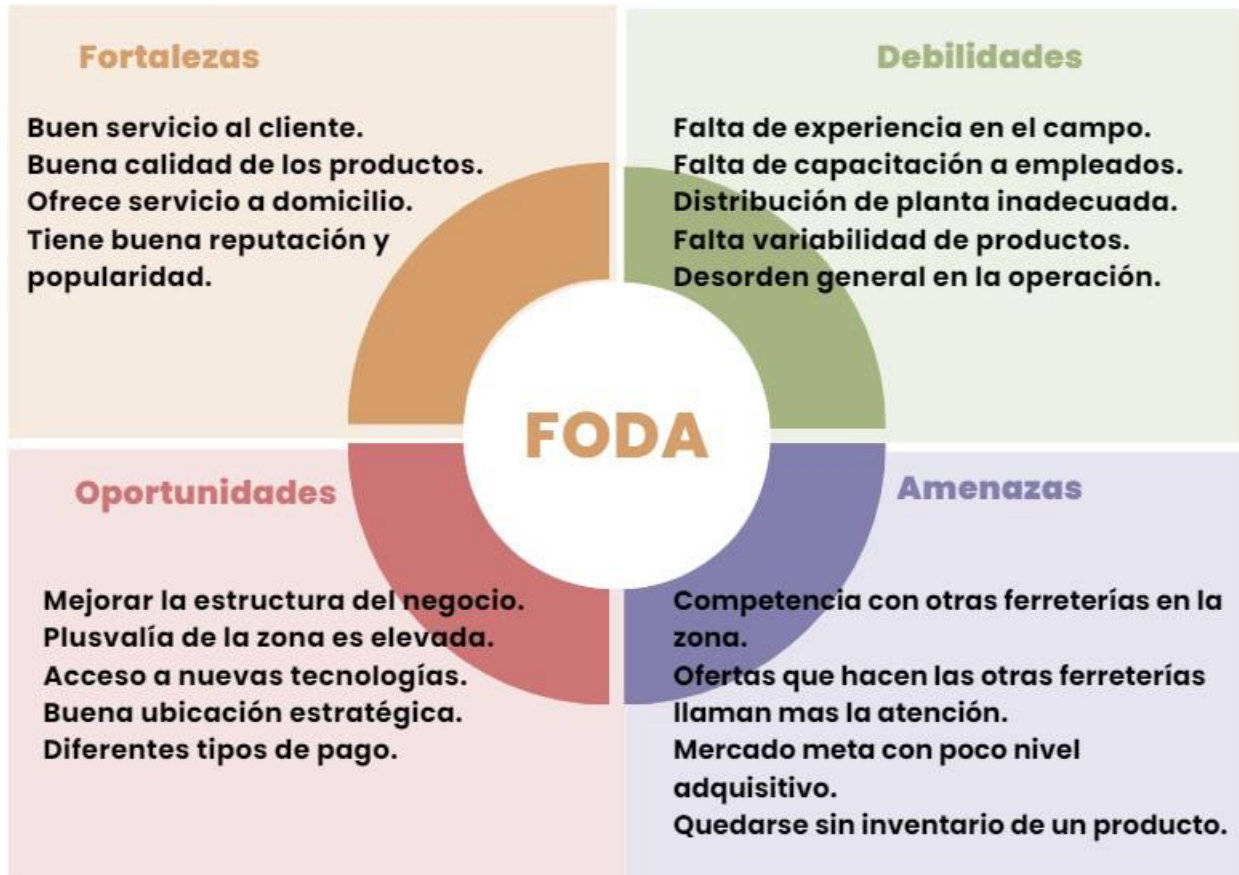 Fortalezas
Buen servicio al cliente.
Buena calidad de los productos.
Ofrece servicio a domicilio.
Tiene buena reputación y
popularidad.
Debilidades
Falta de experiencia en el campo.
Falta de capacitación a empleados.
Distribución de planta inadecuada.
Falta variabilidad de productos.
Desorden general en la operación.
FODA
Oportunidades
Mejorar la estructura del negocio.
Plusvalía de la zona es elevada.
Acceso a nuevas tecnologías.
Buena ubicación estratégica.
Diferentes tipos de pago.
Amenazas
Competencia con otras ferreterías en la
zona.
Ofertas que hacen las otras ferreterías
llaman mas la atención.
Mercado meta con poco nivel
adquisitivo.
Quedarse sin inventario de un producto.